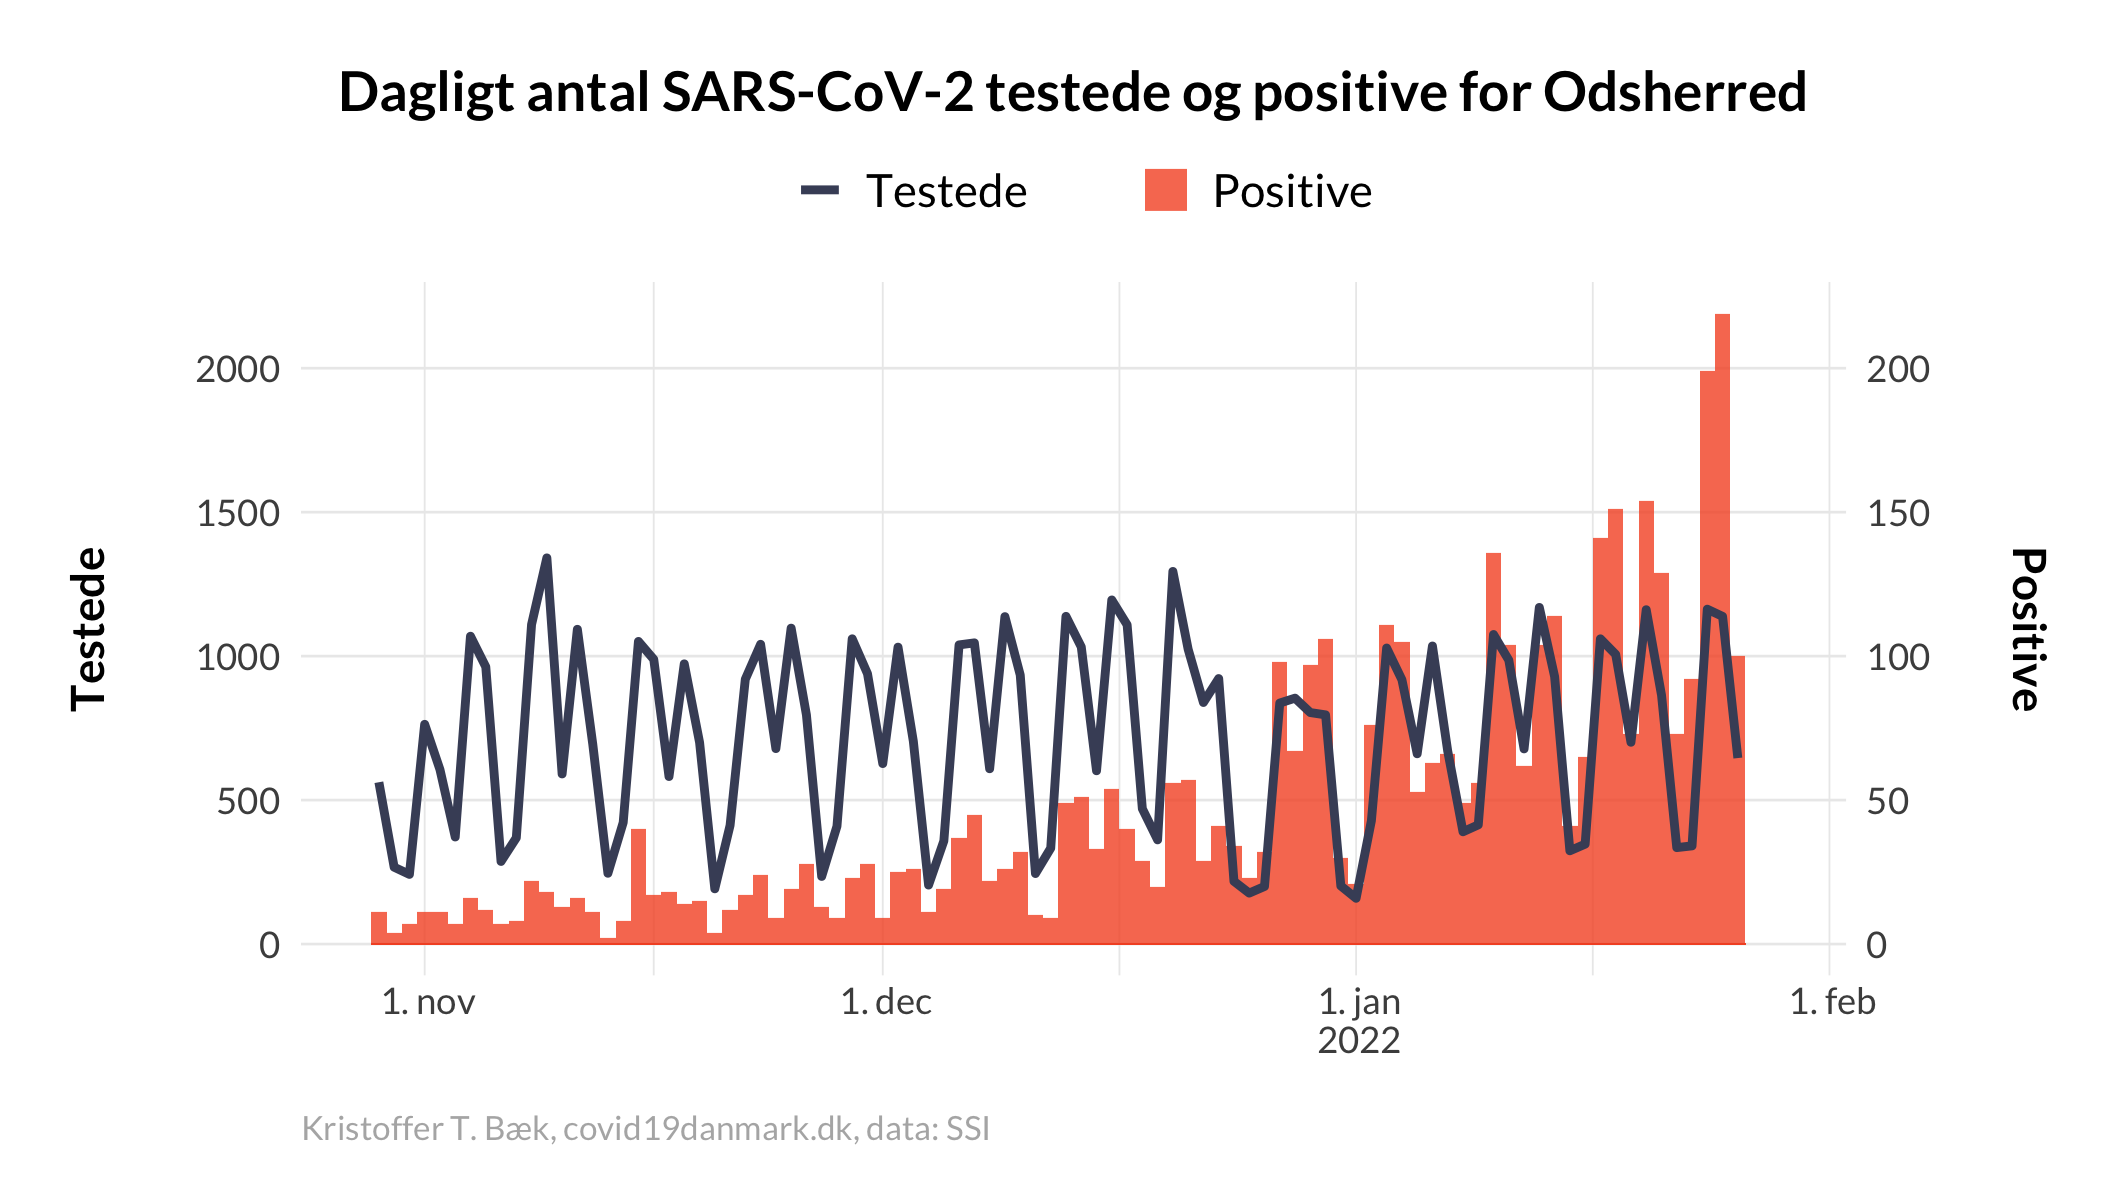 Dagligt antal SARS-CoV-2 testede og positive for Odsherred
Testede
Positive
Testede
2000
1500
1000
500
0
200
150
100
50
0
Positive
1. nov
1. dec
1. jan
2022
1. feb
Kristoffer T. Bæk, covid19danmark.dk, data: SSI